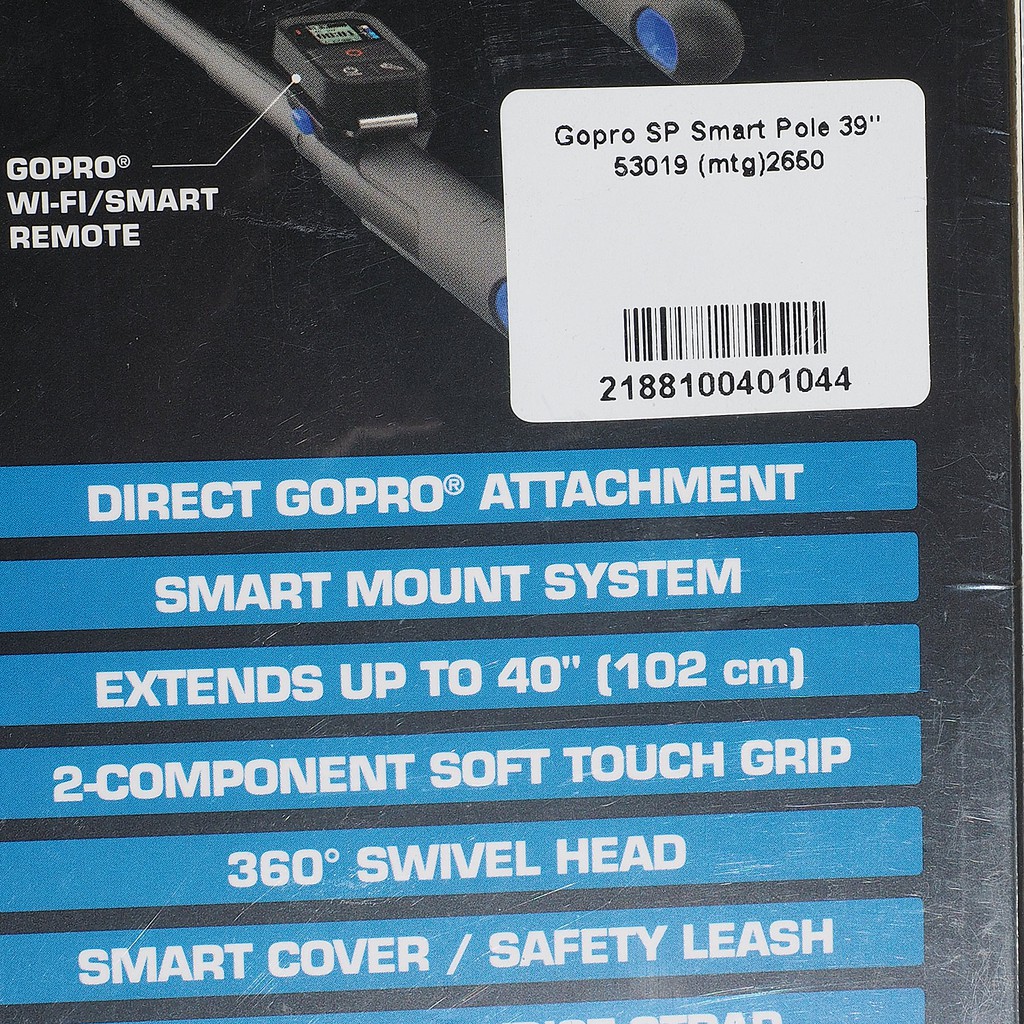 GOPRO®
WI-FI/SMART
REMOTE
Gopro SP Smart Pole 39"
53019 (mtg)2650
2188100401044
DIRECT GOPRO® ATTACHMENT
SMART MOUNT SYSTEM
EXTENDS UP TO 40" (102 cm)
2-COMPONENT SOFT TOUCH GRIP
360° SWIVEL HEAD
SMART COVER / SAFETY LEASH
STRAP